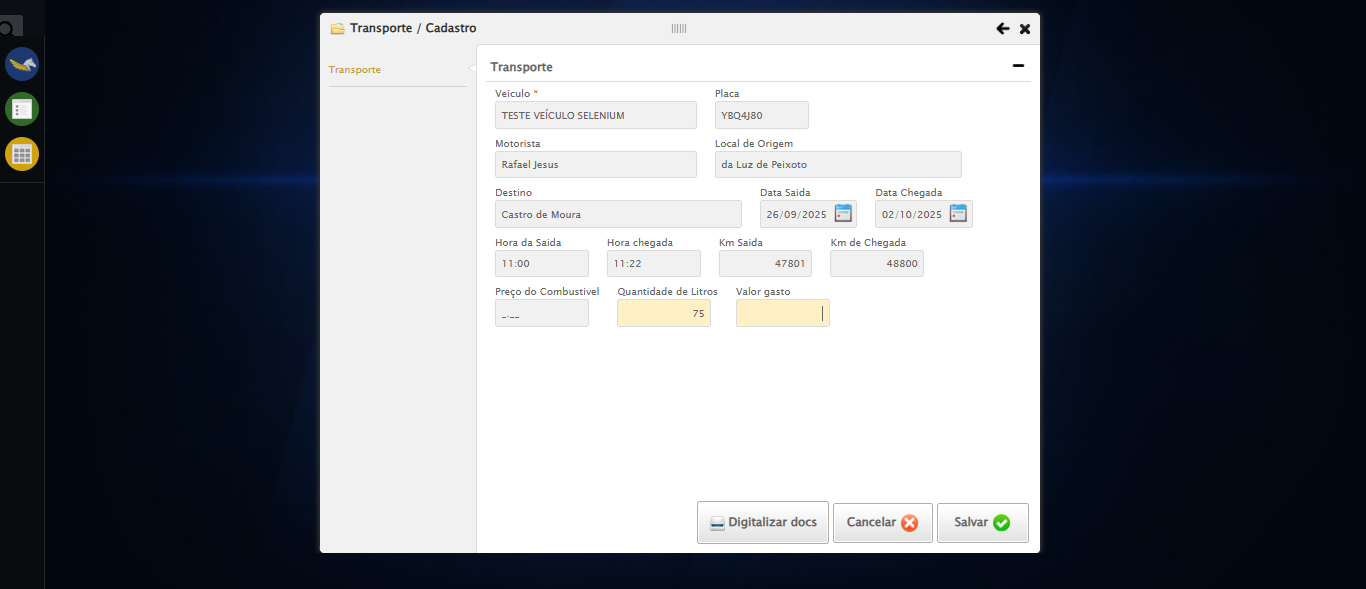 Transporte / Cadastro
Transporte
Transporte
Veiculo * Placa
TESTE VEÍCULO SELENIUM YBQ4J80
Motorista Local de Origem
Rafael Jesus da Luz de Peixoto
Destino Data Saida Data Chegada
Castro de Moura 26/09/2025 02/10/2025
Hora da Saida Hora chegada Km Saida Km de Chegada
11:00 11:22 47801 48800
Preço do Combustivel Quantidade de Litros Valor gasto
_.__ 75
Digitalizar docs Cancelar Salvar